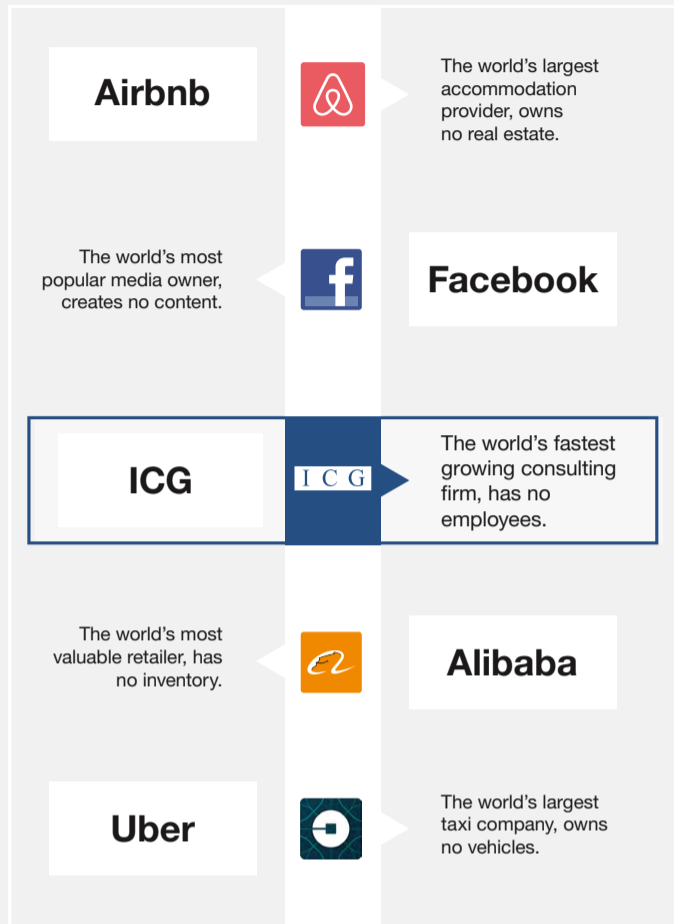 Airbnb
The world’s largest
accommodation
provider, owns
no real estate.
The world’s most
popular media owner,
creates no content.
f
Facebook
ICG
I C G
The world’s fastest
growing consulting
firm, has no
employees.
The world’s most
valuable retailer, has
no inventory.
Alibaba
Uber
The world’s largest
taxi company, owns
no vehicles.